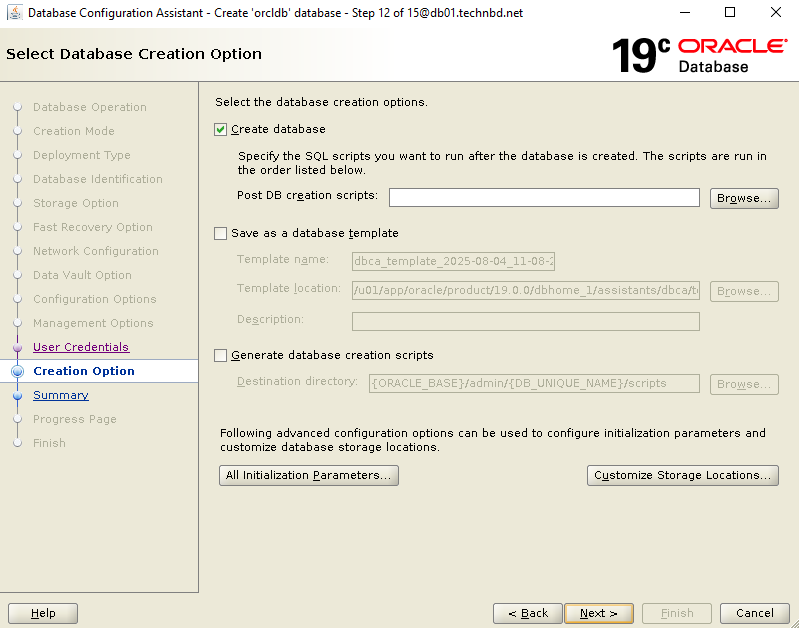 Database Configuration Assistant - Create 'orcldb' database - Step 12 of 15@db01.technbd.net
Select Database Creation Option
19c ORACLE
Database
Database Operation
Creation Mode
Deployment Type
Database Identification
Storage Option
Fast Recovery Option
Network Configuration
Data Vault Option
Configuration Options
Management Options
User Credentials
Creation Option
Summary
Progress Page
Finish
Select the database creation options.
Create database
Specify the SQL scripts you want to run after the database is created. The scripts are run in
the order listed below.
Post DB creation scripts:
Browse...
Save as a database template
Template name: dbca_template_2025-08-04_11-08-2
Template location: /u01/app/oracle/product/19.0.0/dbhome_1/assistants/dbca/t
Browse...
Description:
Generate database creation scripts
Destination directory: {ORACLE_BASE}/admin/{DB_UNIQUE_NAME}/scripts
Browse...
Following advanced configuration options can be used to configure initialization parameters and
customize database storage locations.
All Initialization Parameters...
Customize Storage Locations...
Help
< Back
Next >
Finish
Cancel